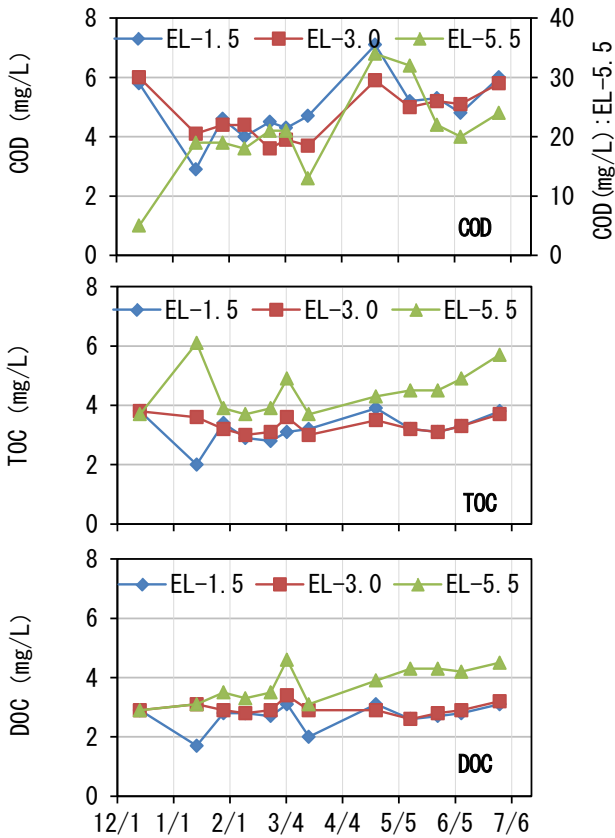 8 EL-1.5 EL-3.0 EL-5.5 40
6 30
4 20
2 10
0 COD 0
COD (mg/L)
COD(mg/L):EL-5.5
8 EL-1.5 EL-3.0 EL-5.5
6
4
2
0 TOC
TOC (mg/L)
8 EL-1.5 EL-3.0 EL-5.5
6
4
2
0 DOC
DOC (mg/L)
12/1 1/1 2/1 3/4 4/4 5/5 6/5 7/6